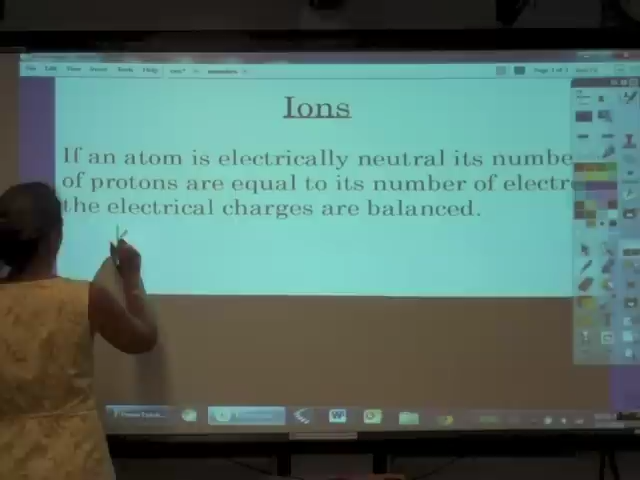 Ions
If an atom is electrically neutral its numbe
of protons are equal to its number of electr
the electrical charges are balanced.